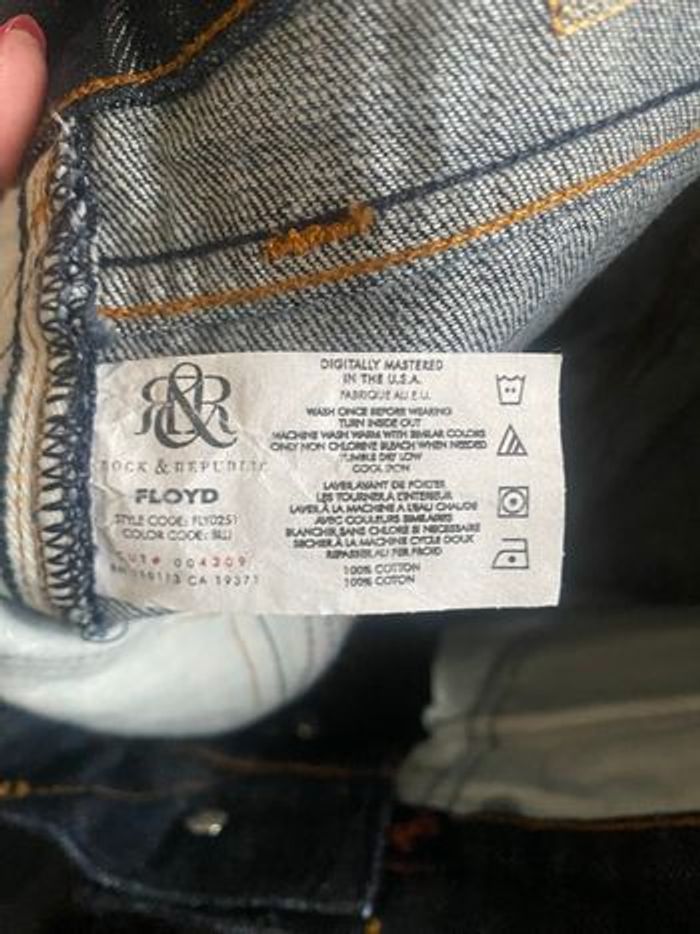 R&R
ROCK & REPUBLIC
FLOYD
STYLE CODE: FLY0251
COLOR CODE: BLU
CUT# 004309
CA 19371
DIGITALLY MASTERED
IN THE U.S.A.
FABRIQUE AU E.U.
WASH ONCE BEFORE WEARING
TURN INSIDE OUT
MACHINE WASH WARM WITH SIMILAR COLORS
ONLY NON CHLORINE BLEACH WHEN NEEDED
TUMBLE DRY LOW
COOL IRON
LAVER AVANT DE PORTER
LES TOURNER A L'INTERIEUR
LAVER À LA MACHINE A L'EAU CHAUDE
AVEC COULEURS SIMILAIRES
BLANCHIR SANS CHLORE SI NECESSAIRE
SÉCHER À LA MACHINE CYCLE DOUX
REPASSER AU FER FROID
100% COTTON
100% COTON